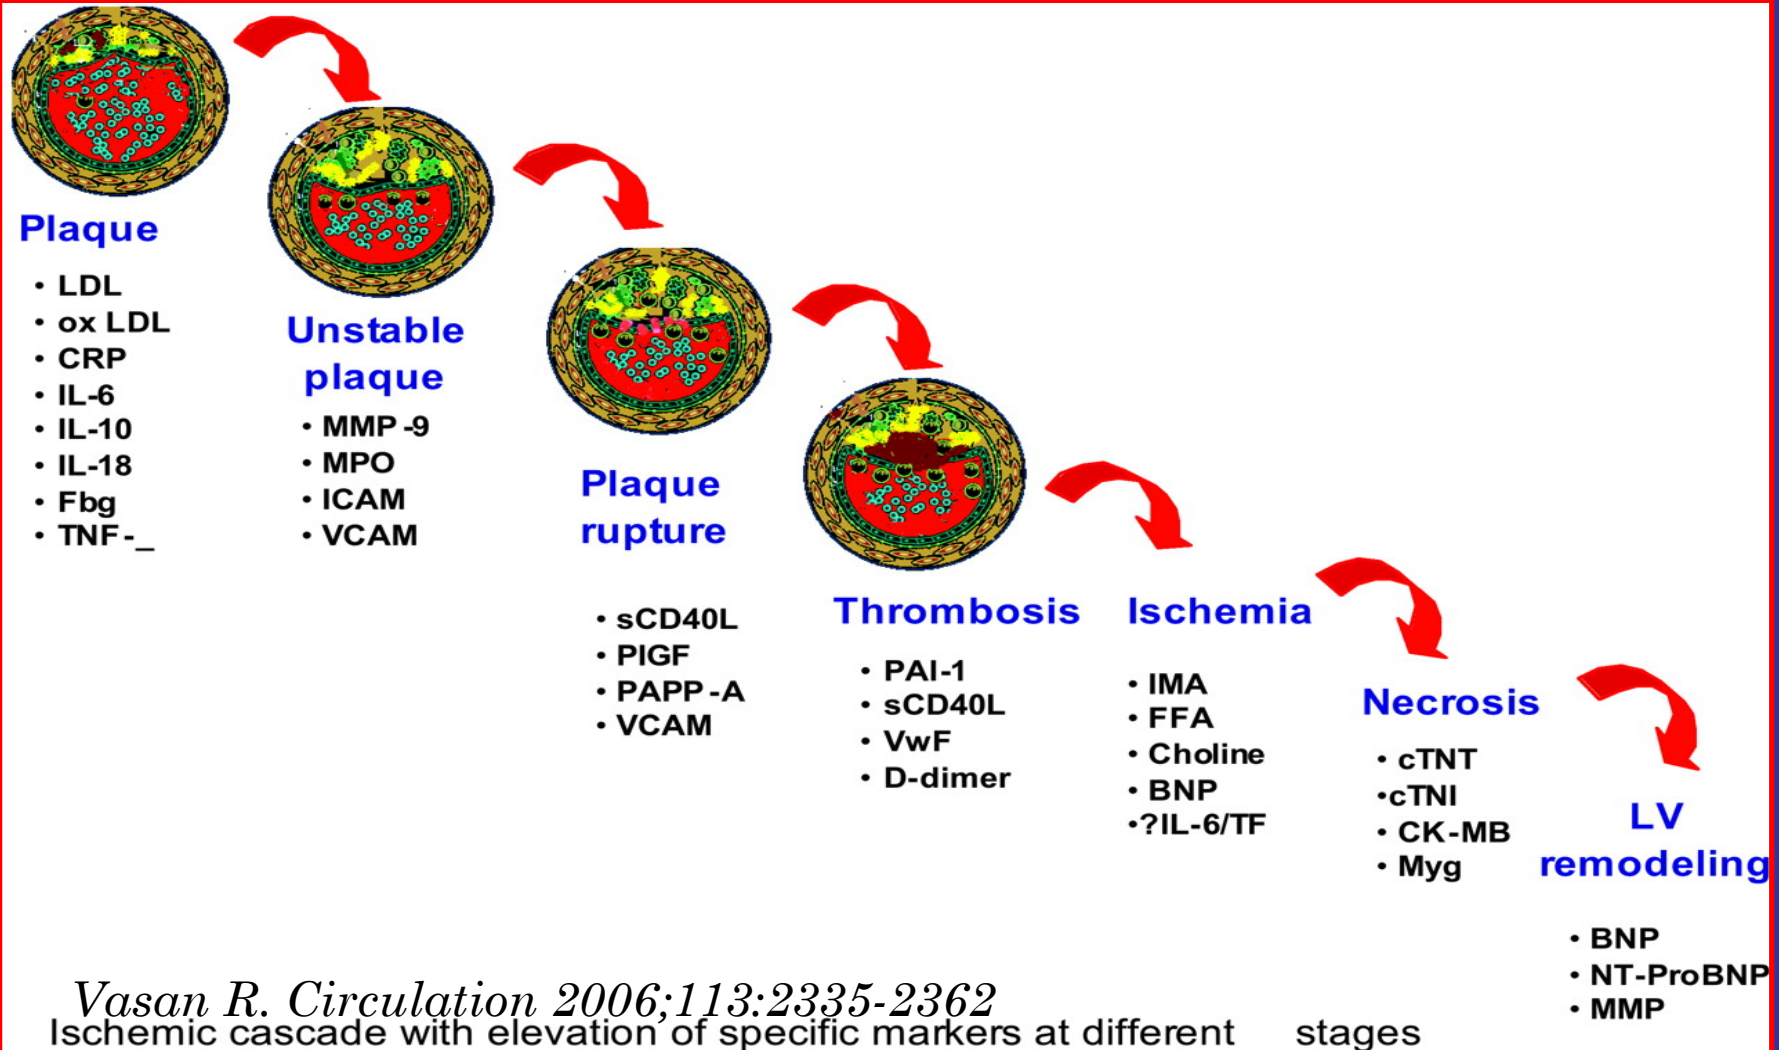 Plaque
• LDL
• ox LDL
• CRP
• IL-6
• IL-10
• IL-18
• Fbg
• TNF-_
Unstable
plaque
• MMP-9
• MPO
• ICAM
• VCAM
Plaque
rupture
• sCD40L
• PlGF
• PAPP-A
• VCAM
Thrombosis
• PAI-1
• sCD40L
• VwF
• D-dimer
Ischemia
• IMA
• FFA
• Choline
• BNP
•?IL-6/TF
Necrosis
• cTNT
•cTNI
• CK-MB
• Myg
LV
remodeling
• BNP
• NT-ProBNP
• MMP
Vasan R. Circulation 2006;113:2335-2362
Ischemic cascade with elevation of specific markers at different stages